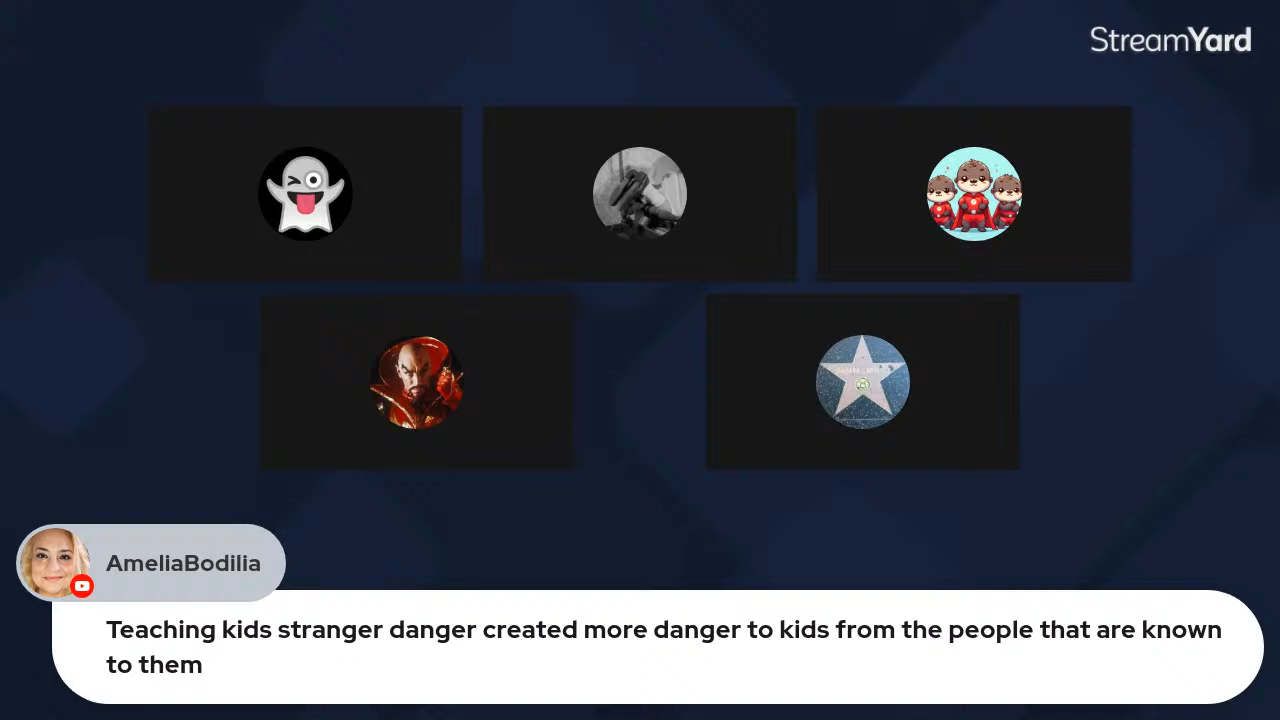 StreamYard
AmeliaBodilia
Teaching kids stranger danger created more danger to kids from the people that are known
to them